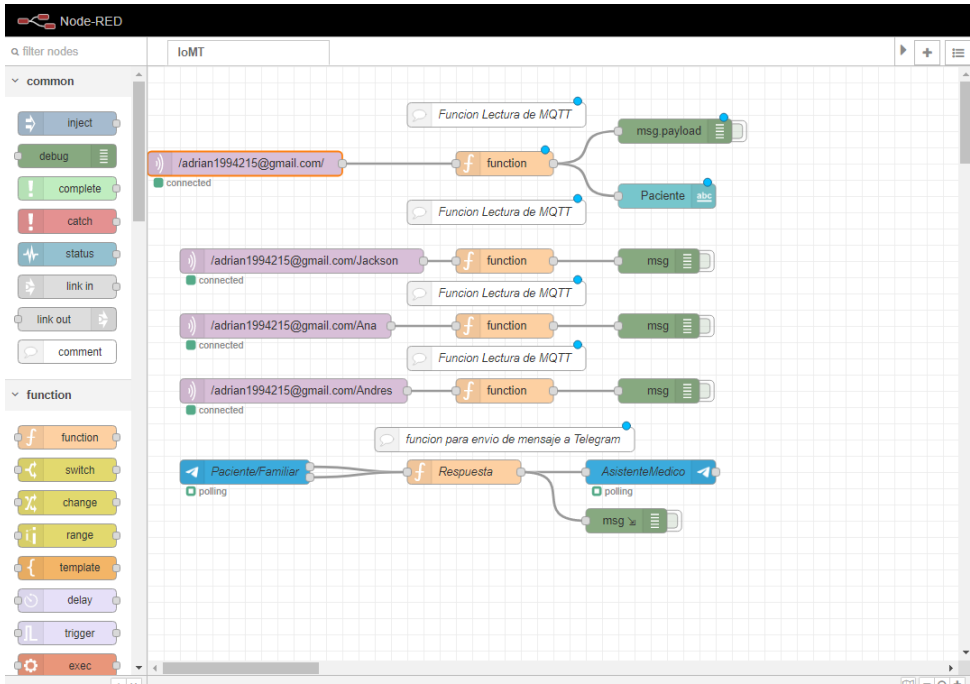 Node-RED
filter nodes
IoMT
common
inject
debug
complete
catch
status
link in
link out
comment
function
function
switch
change
range
template
delay
trigger
exec
Funcion Lectura de MQTT
msg.payload
/adrian1994215@gmail.com/
function
connected
Paciente
abc
Funcion Lectura de MQTT
/adrian1994215@gmail.com/Jackson
function
msg
connected
Funcion Lectura de MQTT
/adrian1994215@gmail.com/Ana
function
msg
connected
Funcion Lectura de MQTT
/adrian1994215@gmail.com/Andres
function
msg
connected
funcion para envio de mensaje a Telegram
Paciente/Familiar
Respuesta
AsistenteMedico
polling
polling
msg